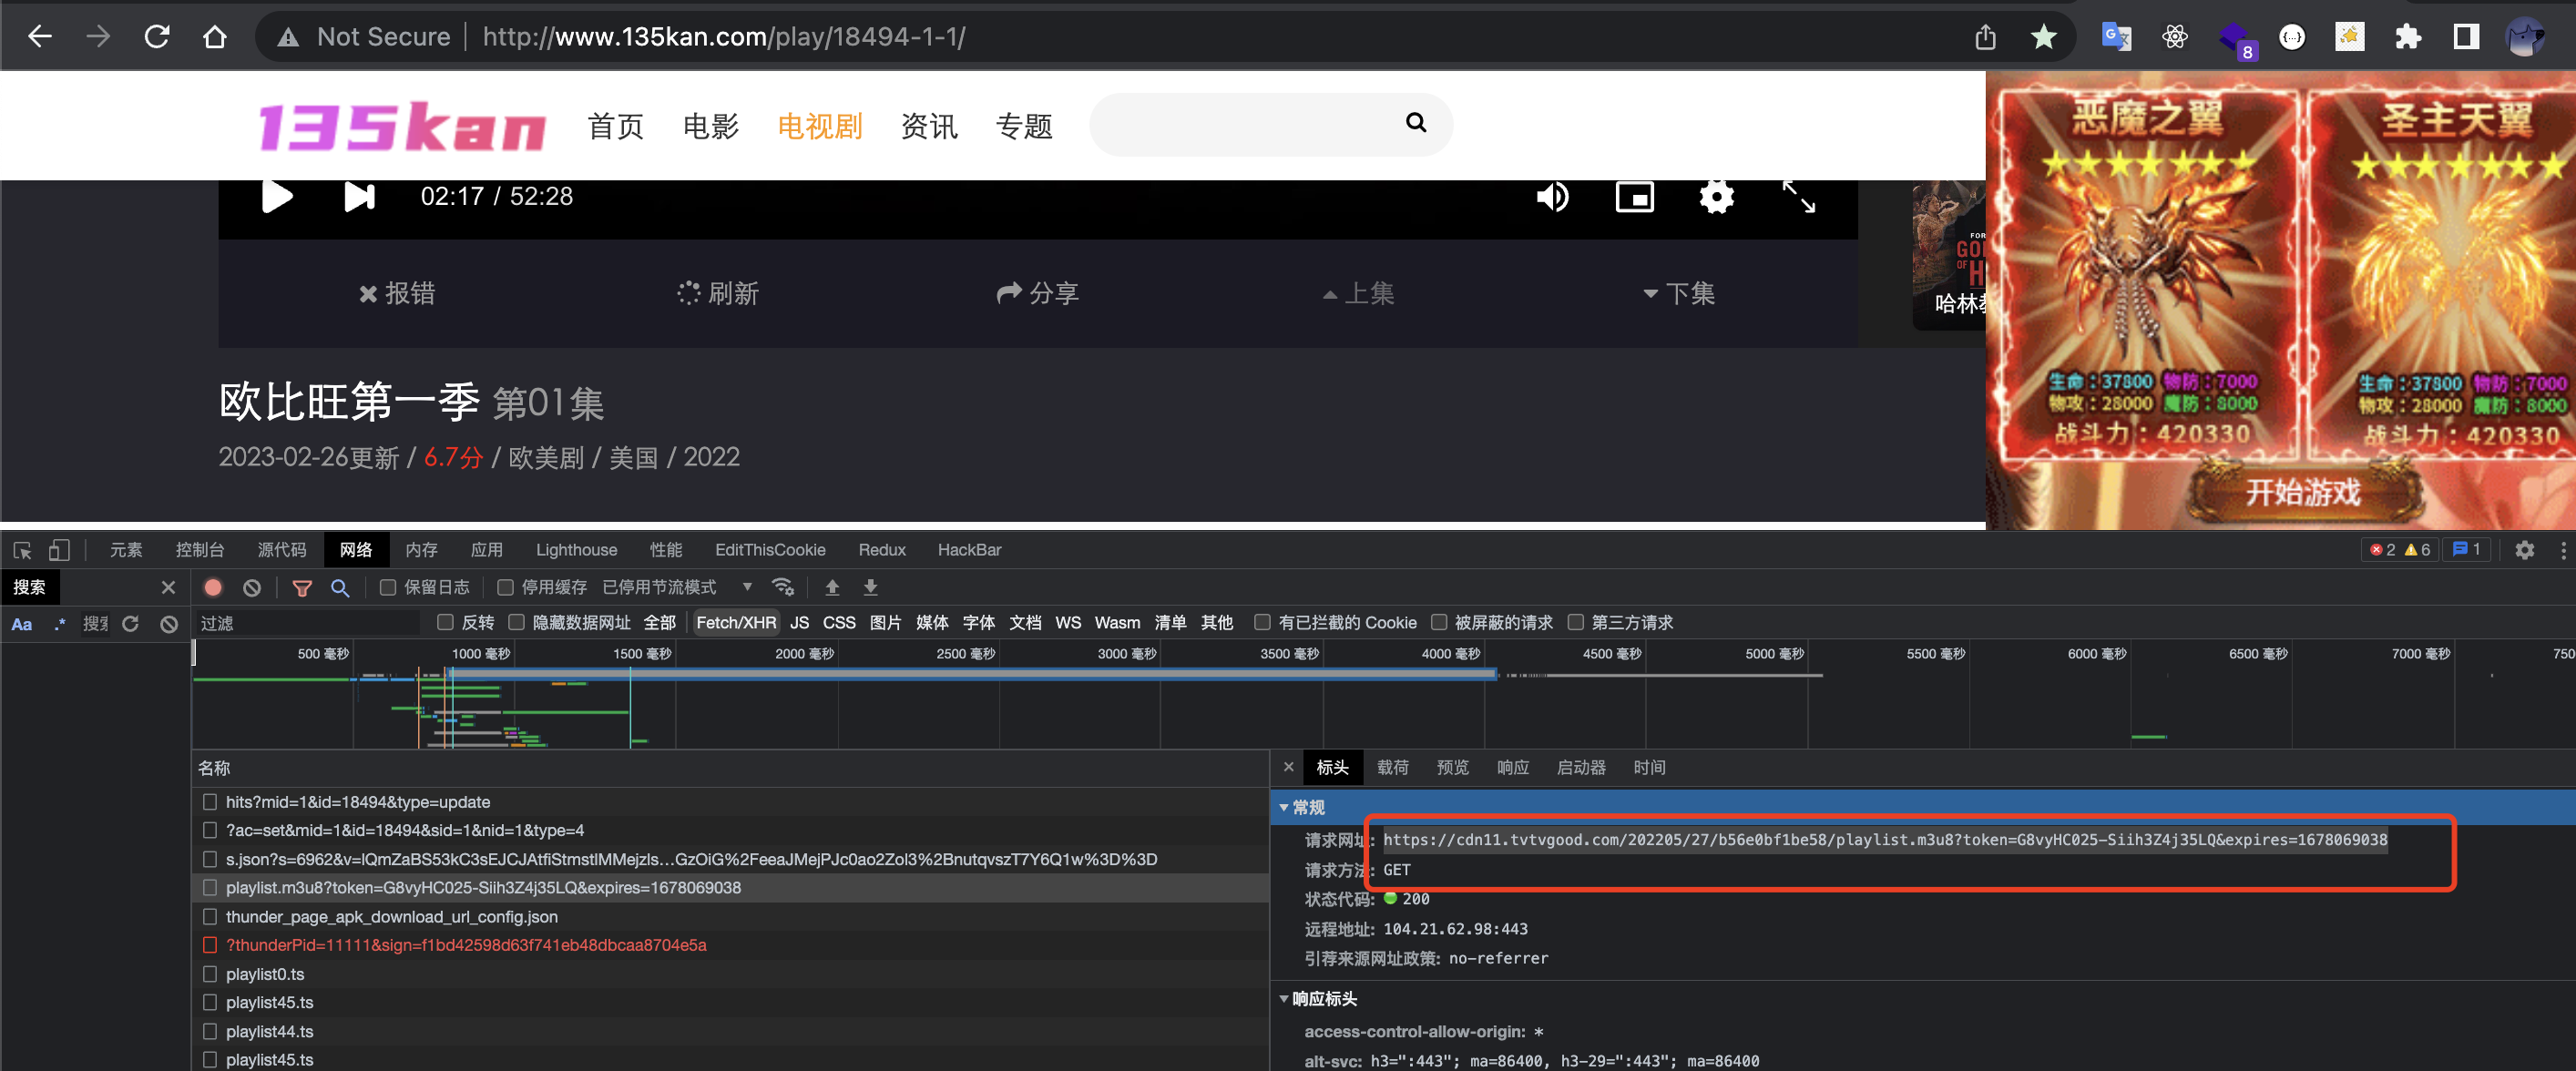 Not Secure http://www.135kan.com/play/18494-1-1/
8
135kan 首页 电影 电视剧 资讯 专题
恶魔之翼 圣主天翼
02:17 / 52:28
报错 刷新 分享 上集 下集
FOR
生命:37800 物防:7000
物攻:28000 魔防:8000
战斗力:420330
生命:37800 物防:7000
物攻:28000 魔防:8000
战斗力:420330
开始游戏
欧比旺第一季 第01集
2023-02-26更新 / 6.7分 / 欧美剧 / 美国 / 2022
元素 控制台 源代码 网络 内存 应用 Lighthouse 性能 EditThisCookie Redux HackBar 2 6 1
搜索 保留日志 停用缓存 已停用节流模式
Aa .* 过滤 反转 隐藏数据网址 全部 Fetch/XHR JS CSS 图片 媒体 字体 文档 WS Wasm 清单 其他 有已拦截的 Cookie 被屏蔽的请求 第三方请求
500 毫秒 1000 毫秒 1500 毫秒 2000 毫秒 2500 毫秒 3000 毫秒 3500 毫秒 4000 毫秒 4500 毫秒 5000 毫秒 5500 毫秒 6000 毫秒 6500 毫秒 7000 毫秒 750
名称
hits?mid=1&id=18494&type=update
?ac=set&mid=1&id=18494&sid=1&nid=1&type=4
s.json?s=6962&v=lQmZaBS53kC3sEJCJAtfiStmstlMMejzls…GzOiG%2FeeaJMejPJc0ao2Zol3%2BnutqvszT7Y6Q1w%3D%3D
playlist.m3u8?token=G8vyHC025-Siih3Z4j35LQ&expires=1678069038
thunder_page_apk_download_url_config.json
?thunderPid=11111&sign=f1bd42598d63f741eb48dbcaa8704e5a
playlist0.ts
playlist45.ts
playlist44.ts
playlist45.ts
标头 载荷 预览 响应 启动器 时间
常规
请求网址: https://cdn11.tvtvgood.com/202205/27/b56e0bf1be58/playlist.m3u8?token=G8vyHC025-Siih3Z4j35LQ&expires=1678069038
请求方法: GET
状态代码: 200
远程地址: 104.21.62.98:443
引荐来源网址政策: no-referrer
响应标头
access-control-allow-origin: *
alt-svc: h3=":443"; ma=86400, h3-29=":443"; ma=86400